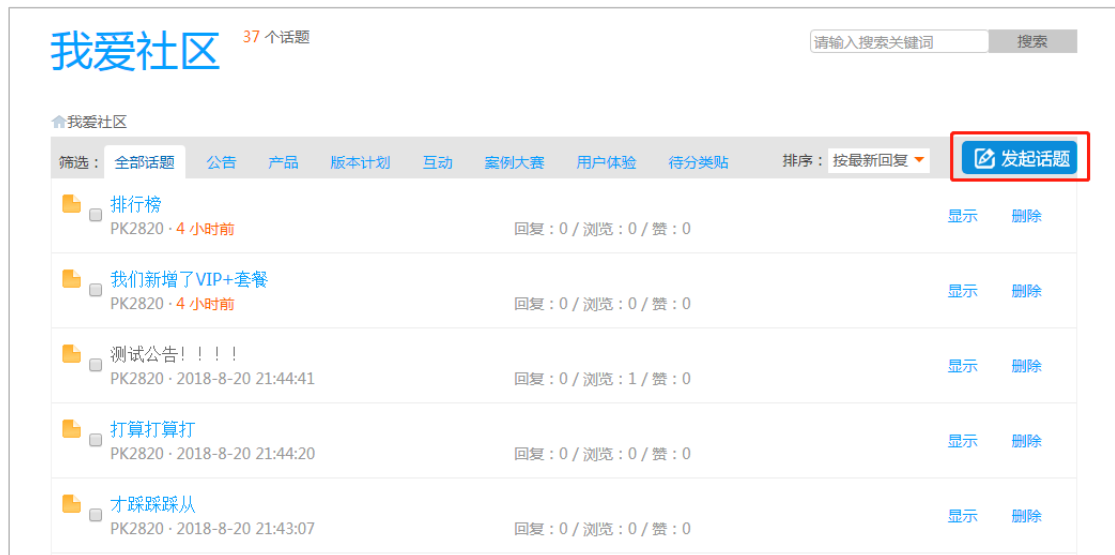 我爱社区 37 个话题
请输入搜索关键词 搜索
我爱社区
筛选： 全部话题 公告 产品 版本计划 互动 案例大赛 用户体验 待分类贴 排序： 按最新回复 发起话题
排行榜
PK2820 · 4 小时前 回复：0 / 浏览：0 / 赞：0 显示 删除
我们新增了VIP+套餐
PK2820 · 4 小时前 回复：0 / 浏览：0 / 赞：0 显示 删除
测试公告！！！！
PK2820 · 2018-8-20 21:44:41 回复：0 / 浏览：1 / 赞：0 显示 删除
打算打算打
PK2820 · 2018-8-20 21:44:20 回复：0 / 浏览：0 / 赞：0 显示 删除
才踩踩踩从
PK2820 · 2018-8-20 21:43:07 回复：0 / 浏览：0 / 赞：0 显示 删除